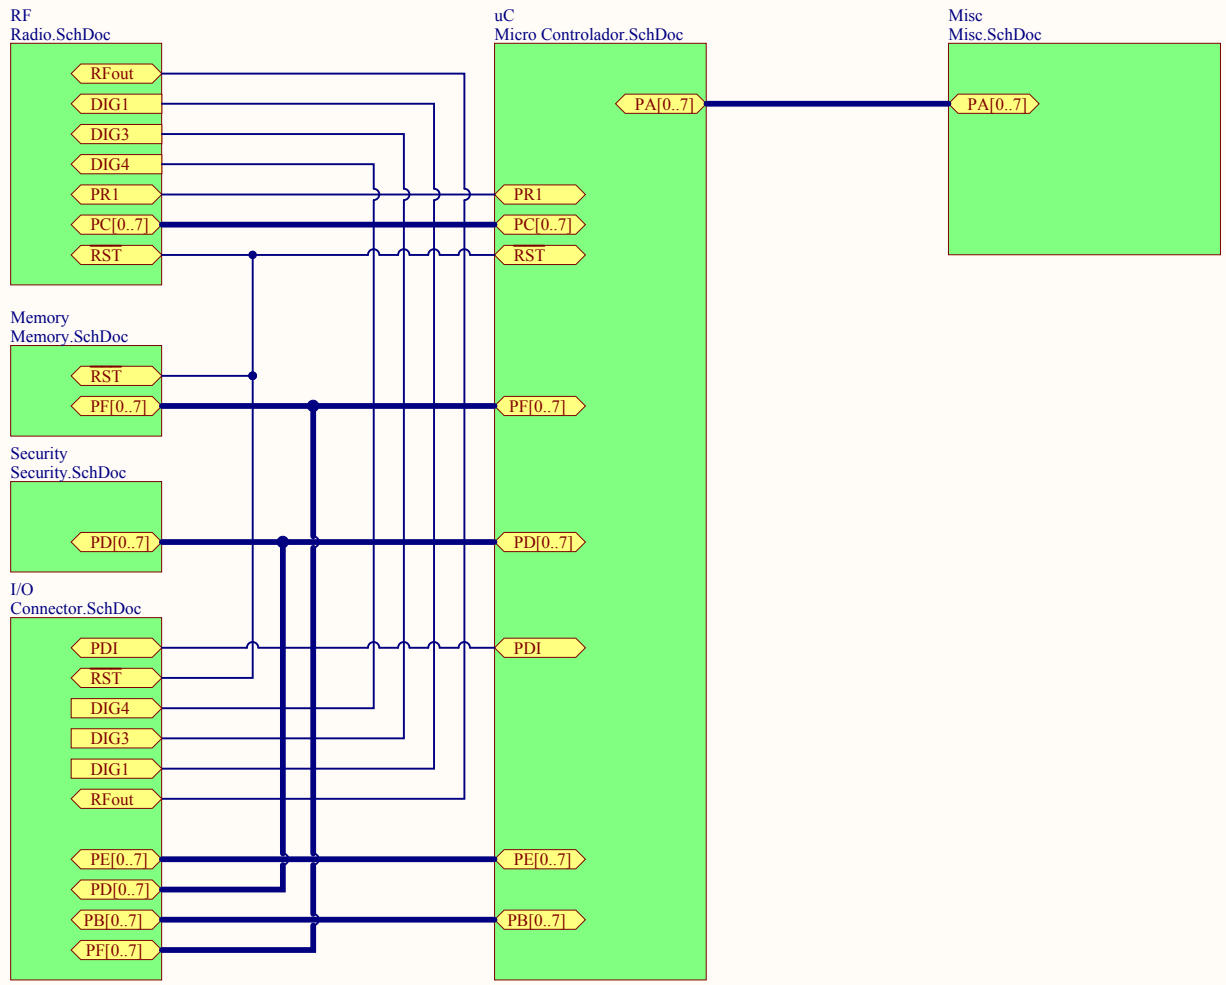 RF
Radio.SchDoc
RFout
DIG1
DIG3
DIG4
PR1
PC[0..7]
RST
Memory
Memory.SchDoc
RST
PF[0..7]
Security
Security.SchDoc
PD[0..7]
I/O
Connector.SchDoc
PDI
RST
DIG4
DIG3
DIG1
RFout
PE[0..7]
PD[0..7]
PB[0..7]
PF[0..7]
uC
Micro Controlador.SchDoc
PA[0..7]
PR1
PC[0..7]
RST
PF[0..7]
PD[0..7]
PDI
PE[0..7]
PB[0..7]
Misc
Misc.SchDoc
PA[0..7]